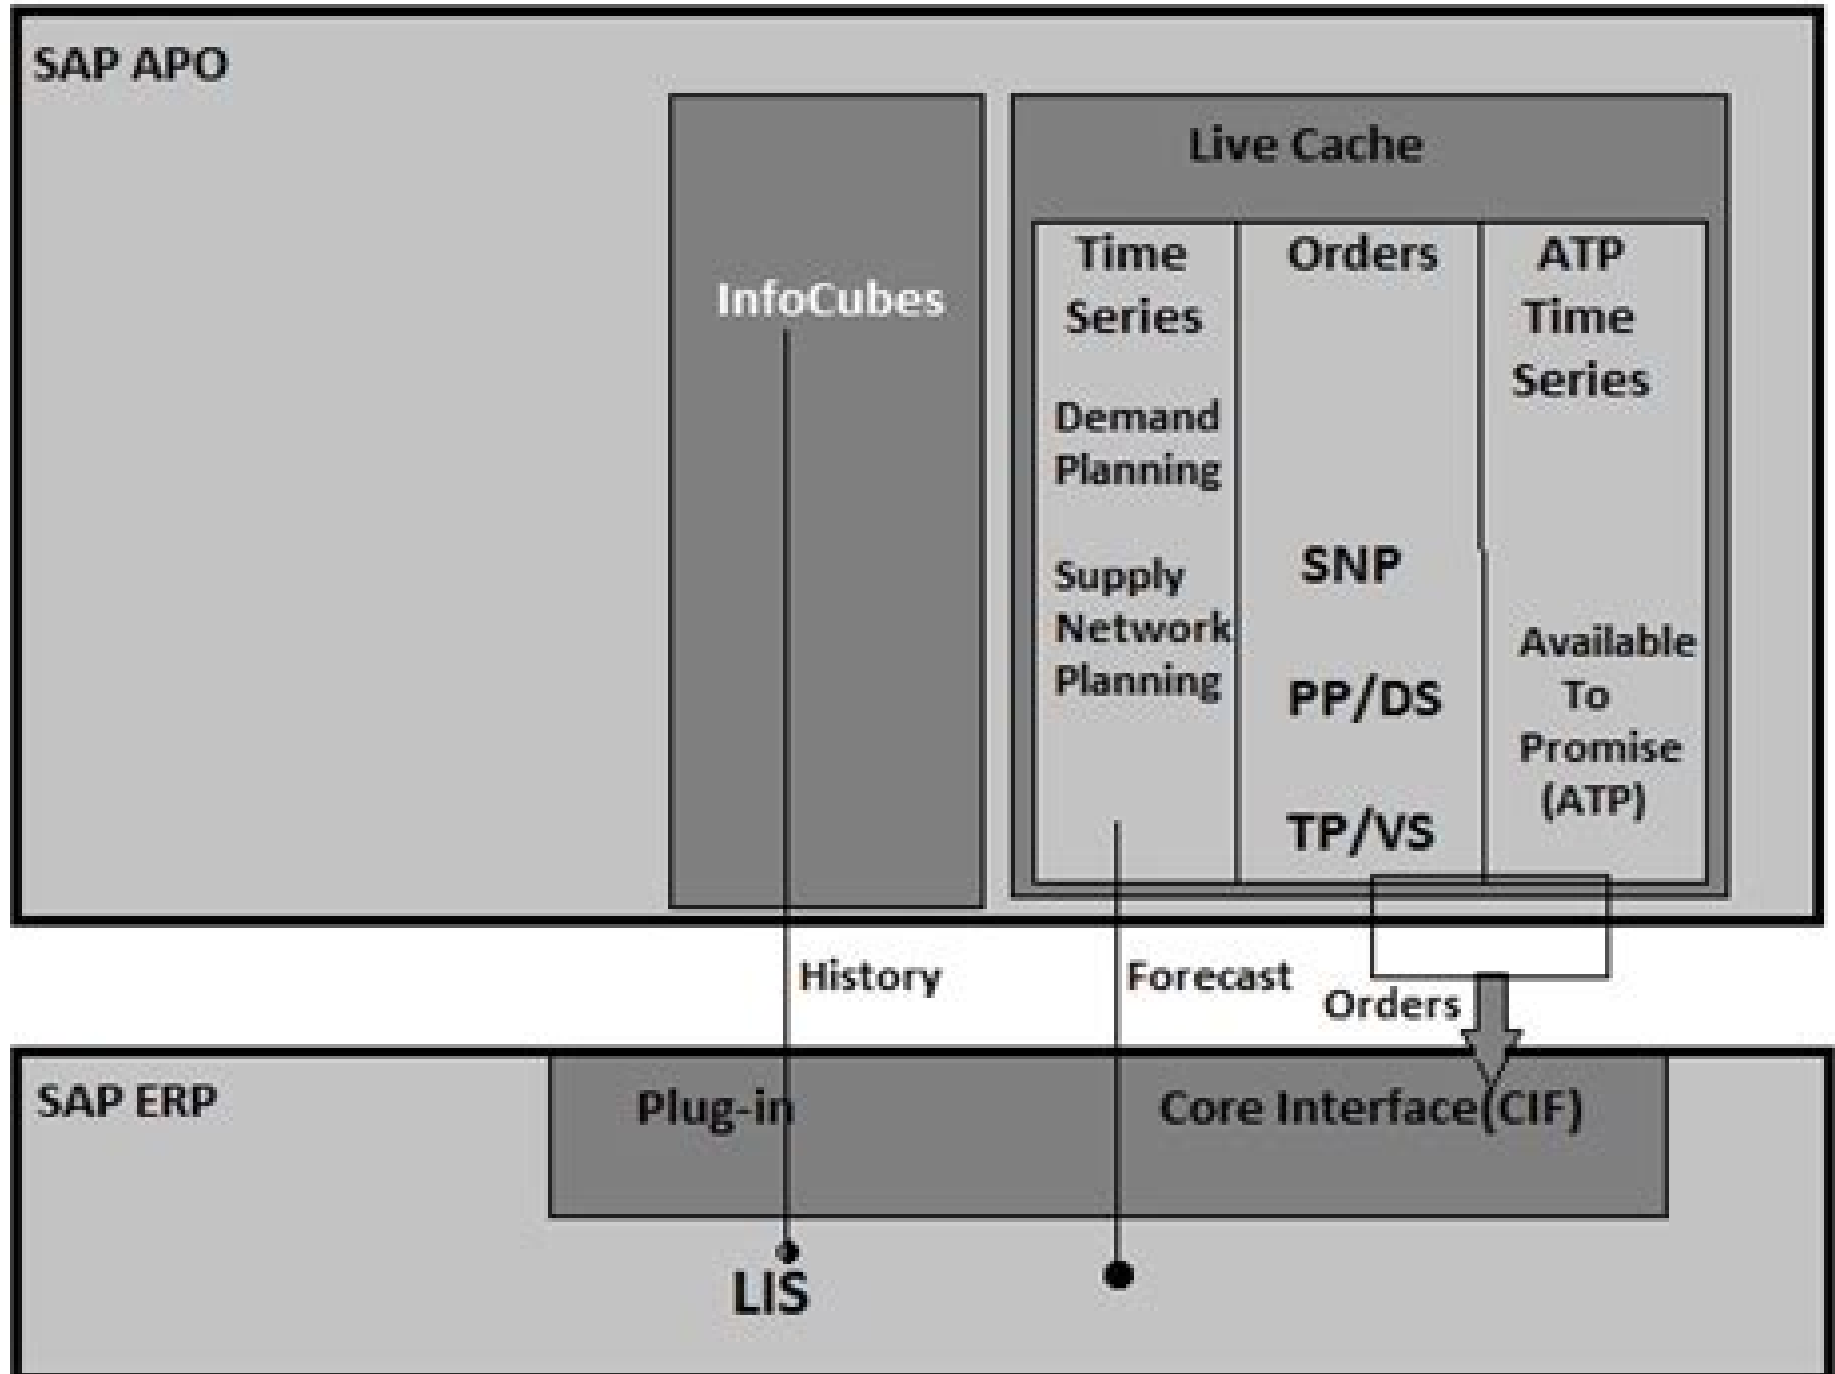 SAP APO
Live Cache
InfoCubes
Time
Series
Demand
Planning
Supply
Network
Planning
Orders
SNP
PP/DS
TP/VS
ATP
Time
Series
Available
To
Promise
(ATP)
History
Forecast
Orders
SAP ERP
Plug-in
Core Interface(CIF)
LIS